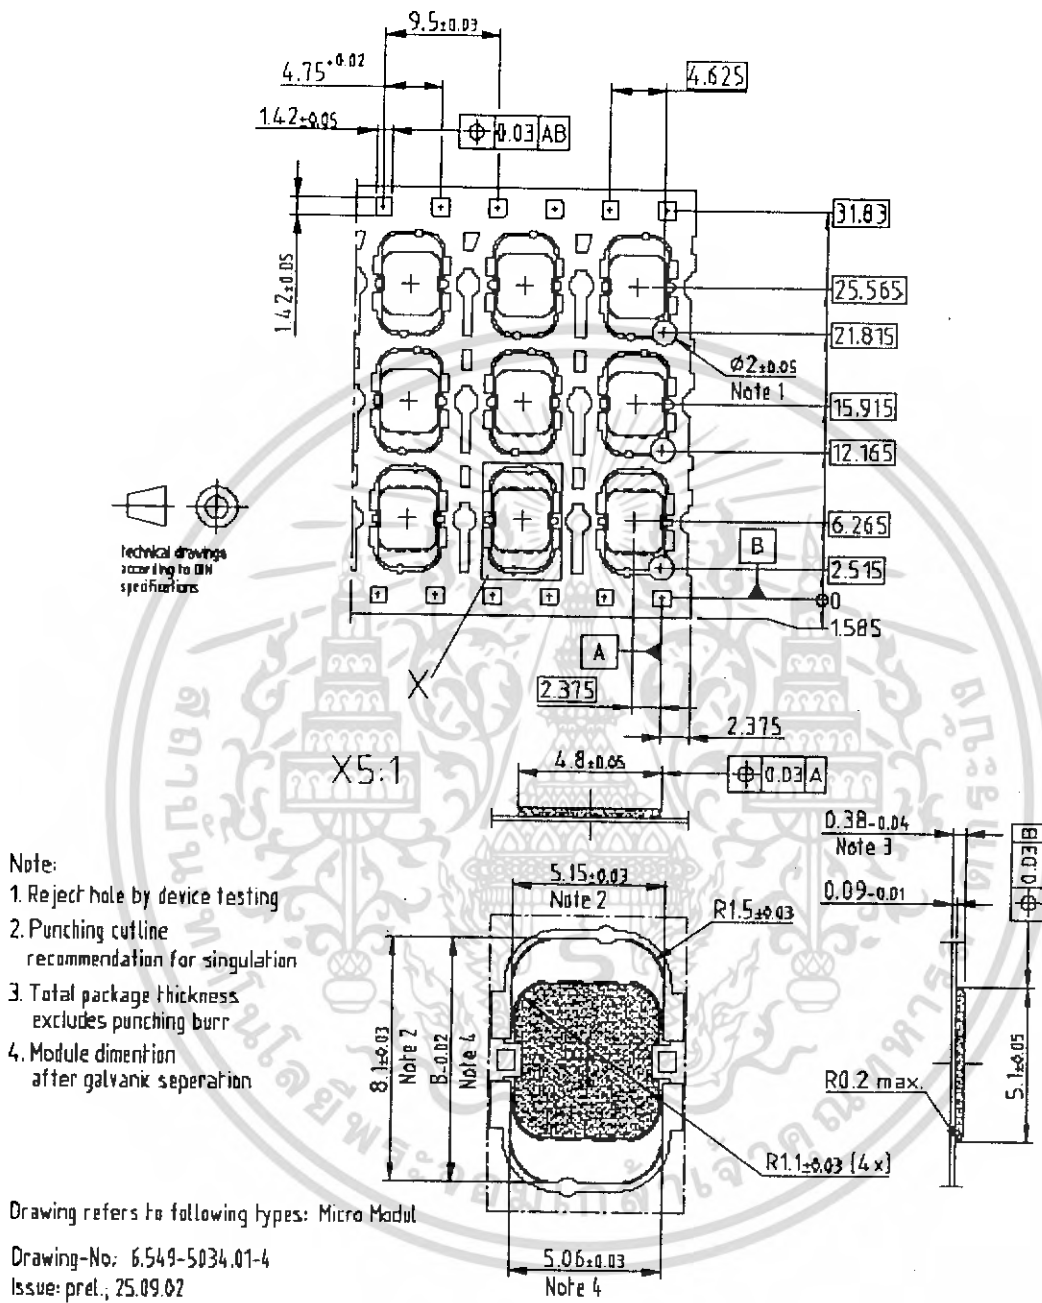 9.5±0.03
4.75+0.02
4.625
1.42±0.05
0.03 AB
31.83
1.42±0.05
25.565
21.815
Ø2±0.05
Note 1
15.915
12.165
6.265
B
2.515
0
1.585
Technical drawings
according to DIN
specifications
A
X
2.375
2.375
X5:1
4.8±0.05
0.03 A
0.38-0.04
Note 3
0.03 B
0.09-0.01
5.15±0.03
Note 2
R1.5±0.03
Note:
1. Reject hole by device testing
2. Punching cutline
recommendation for singulation
3. Total package thickness
excludes punching burr
4. Module dimention
after galvanik seperation
8.1±0.03
Note 2
8-0.02
Note 4
5.1±0.05
R0.2 max.
R1.1±0.03 (4x)
Drawing refers to following types: Micro Modul
5.06±0.03
Note 4
Drawing-No: 6.549-5034.01-4
Issue: prel.; 25.09.02